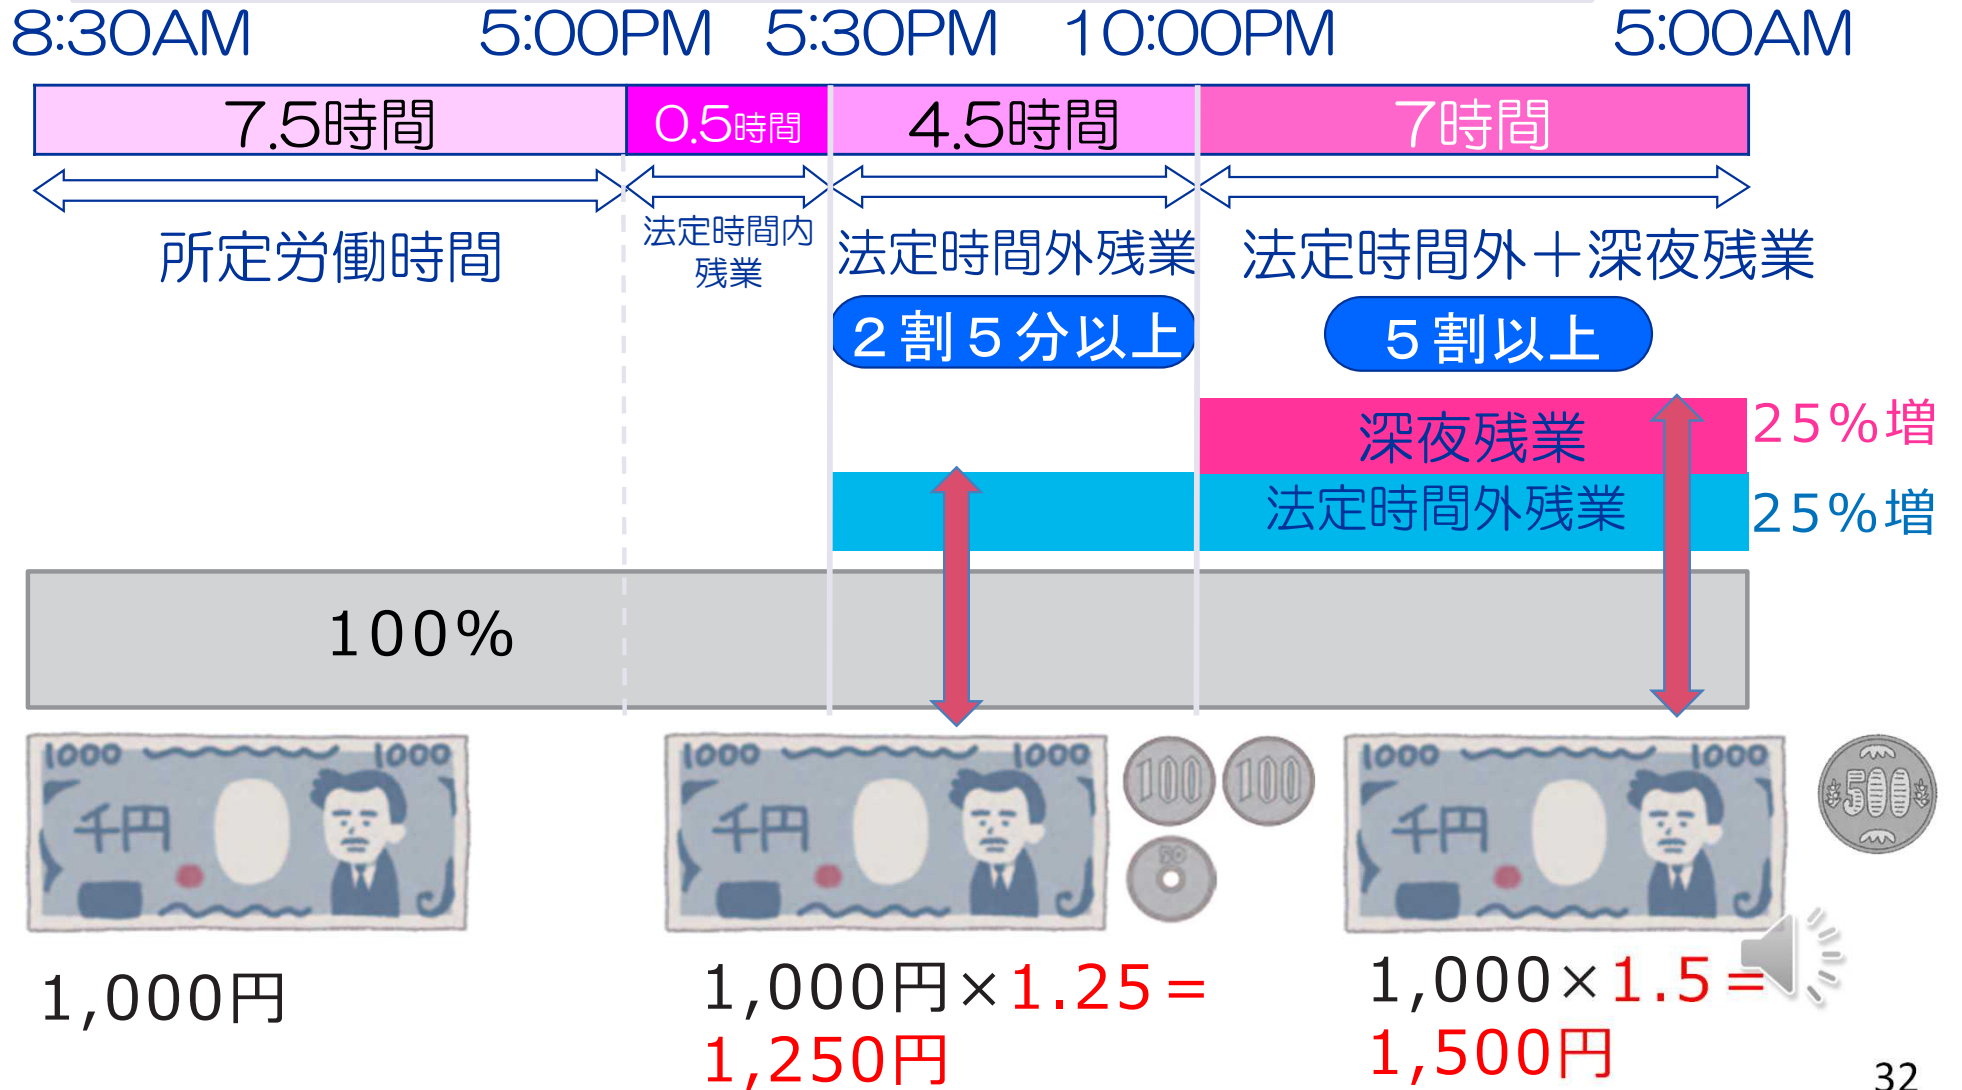 8:30AM 5:00PM 5:30PM 10:00PM 5:00AM
7.5時間 0.5時間 4.5時間 7時間
所定労働時間
法定時間内
残業
法定時間外残業
法定時間外＋深夜残業
２割５分以上
５割以上
深夜残業
25%増
法定時間外残業
25%増
100%
1000 1000
千円
1000 1000
千円
100 100
50
1000 1000
千円
500
1,000円
1,000円×1.25＝
1,250円
1,000×1.5＝
1,500円
32